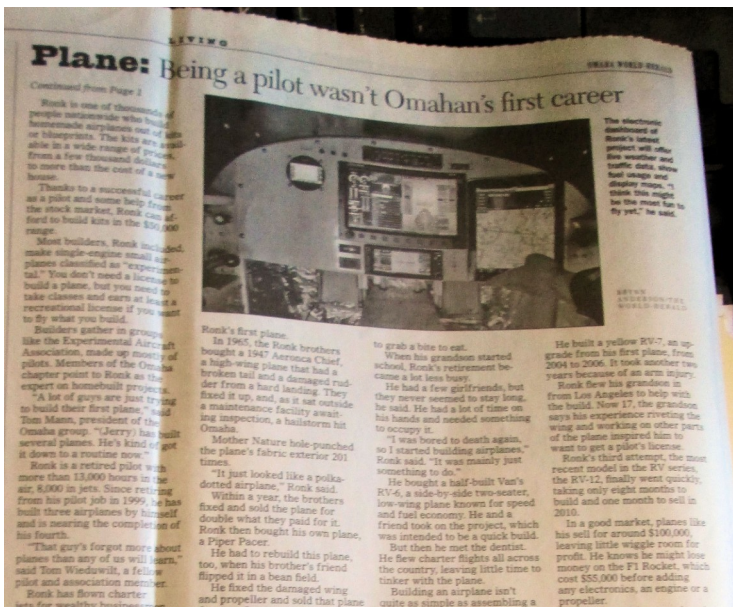 LIVING
OMAHA WORLD-HERALD
Plane: Being a pilot wasn't Omahan's first career
Continued from Page 1
Ronk is one of thousands of
people nationwide who build
homemade airplanes out of kits
or blueprints. The kits are avail-
able in a wide range of prices,
from a few thousand dollars
to more than the cost of a new
house.
Thanks to a successful career
as a pilot and some help from
the stock market, Ronk can af-
ford to build kits in the $50,000
range.
Most builders, Ronk included,
make single-engine small air-
planes classified as "experimen-
tal." You don't need a license to
build a plane, but you need to
take classes and earn at least a
recreational license if you want
to fly what you build.
Builders gather in groups
like the Experimental Aircraft
Association, made up mostly of
pilots. Members of the Omaha
chapter point to Ronk as the
expert on homebuilt projects.
"A lot of guys are just trying
to build their first plane," said
Tom Mann, president of the
Omaha group. "(Jerry) has built
several planes. He's kind of got
it down to a routine now."
Ronk is a retired pilot with
more than 13,000 hours in the
air, 8,000 in jets. Since retiring
from his pilot job in 1999, he has
built three airplanes by himself
and is nearing the completion of
his fourth.
"That guy's forgot more about
planes than any of us will learn,"
said Tom Wieduwilt, a fellow
pilot and association member.
Ronk has flown charter
jets for wealthy
The electronic
dashboard of
Ronk's latest
project will offer
live weather and
traffic data, show
fuel usage and
display maps. "I
think this might
be the most fun to
fly yet," he said.
BRYAN
ANDERSON/THE
WORLD-HERALD
Ronk's first plane.
In 1965, the Ronk brothers
bought a 1947 Aeronca Chief,
a high-wing plane that had a
broken tail and a damaged rud-
der from a hard landing. They
fixed it up, and, as it sat outside
a maintenance facility await-
ing inspection, a hailstorm hit
Omaha.
Mother Nature hole-punched
the plane's fabric exterior 201
times.
"It just looked like a polka-
dotted airplane," Ronk said.
Within a year, the brothers
fixed and sold the plane for
double what they paid for it.
Ronk then bought his own plane,
a Piper Pacer.
He had to rebuild this plane,
too, when his brother's friend
flipped it in a bean field.
He fixed the damaged wing
and propeller and sold that plane
to grab a bite to eat.
When his grandson started
school, Ronk's retirement be-
came a lot less busy.
He had a few girlfriends, but
they never seemed to stay long,
he said. He had a lot of time on
his hands and needed something
to occupy it.
"I was bored to death again,
so I started building airplanes,"
Ronk said. "It was mainly just
something to do."
He bought a half-built Van's
RV-6, a side-by-side two-seater,
low-wing plane known for speed
and fuel economy. He and a
friend took on the project, which
was intended to be a quick build.
But then he met the dentist.
He flew charter flights all across
the country, leaving little time to
tinker with the plane.
Building an airplane isn't
quite as simple as assembling a
He built a yellow RV-7, an up-
grade from his first plane, from
2004 to 2006. It took another two
years because of an arm injury.
Ronk flew his grandson in
from Los Angeles to help with
the build. Now 17, the grandson
says his experience riveting the
wing and working on other parts
of the plane inspired him to
want to get a pilot's license.
Ronk's third attempt, the most
recent model in the RV series,
the RV-12, finally went quickly,
taking only eight months to
build and one month to sell in
2010.
In a good market, planes like
his sell for around $100,000,
leaving little wiggle room for
profit. He knows he might lose
money on the F1 Rocket, which
cost $55,000 before adding
any electronics, an engine or a
propeller.